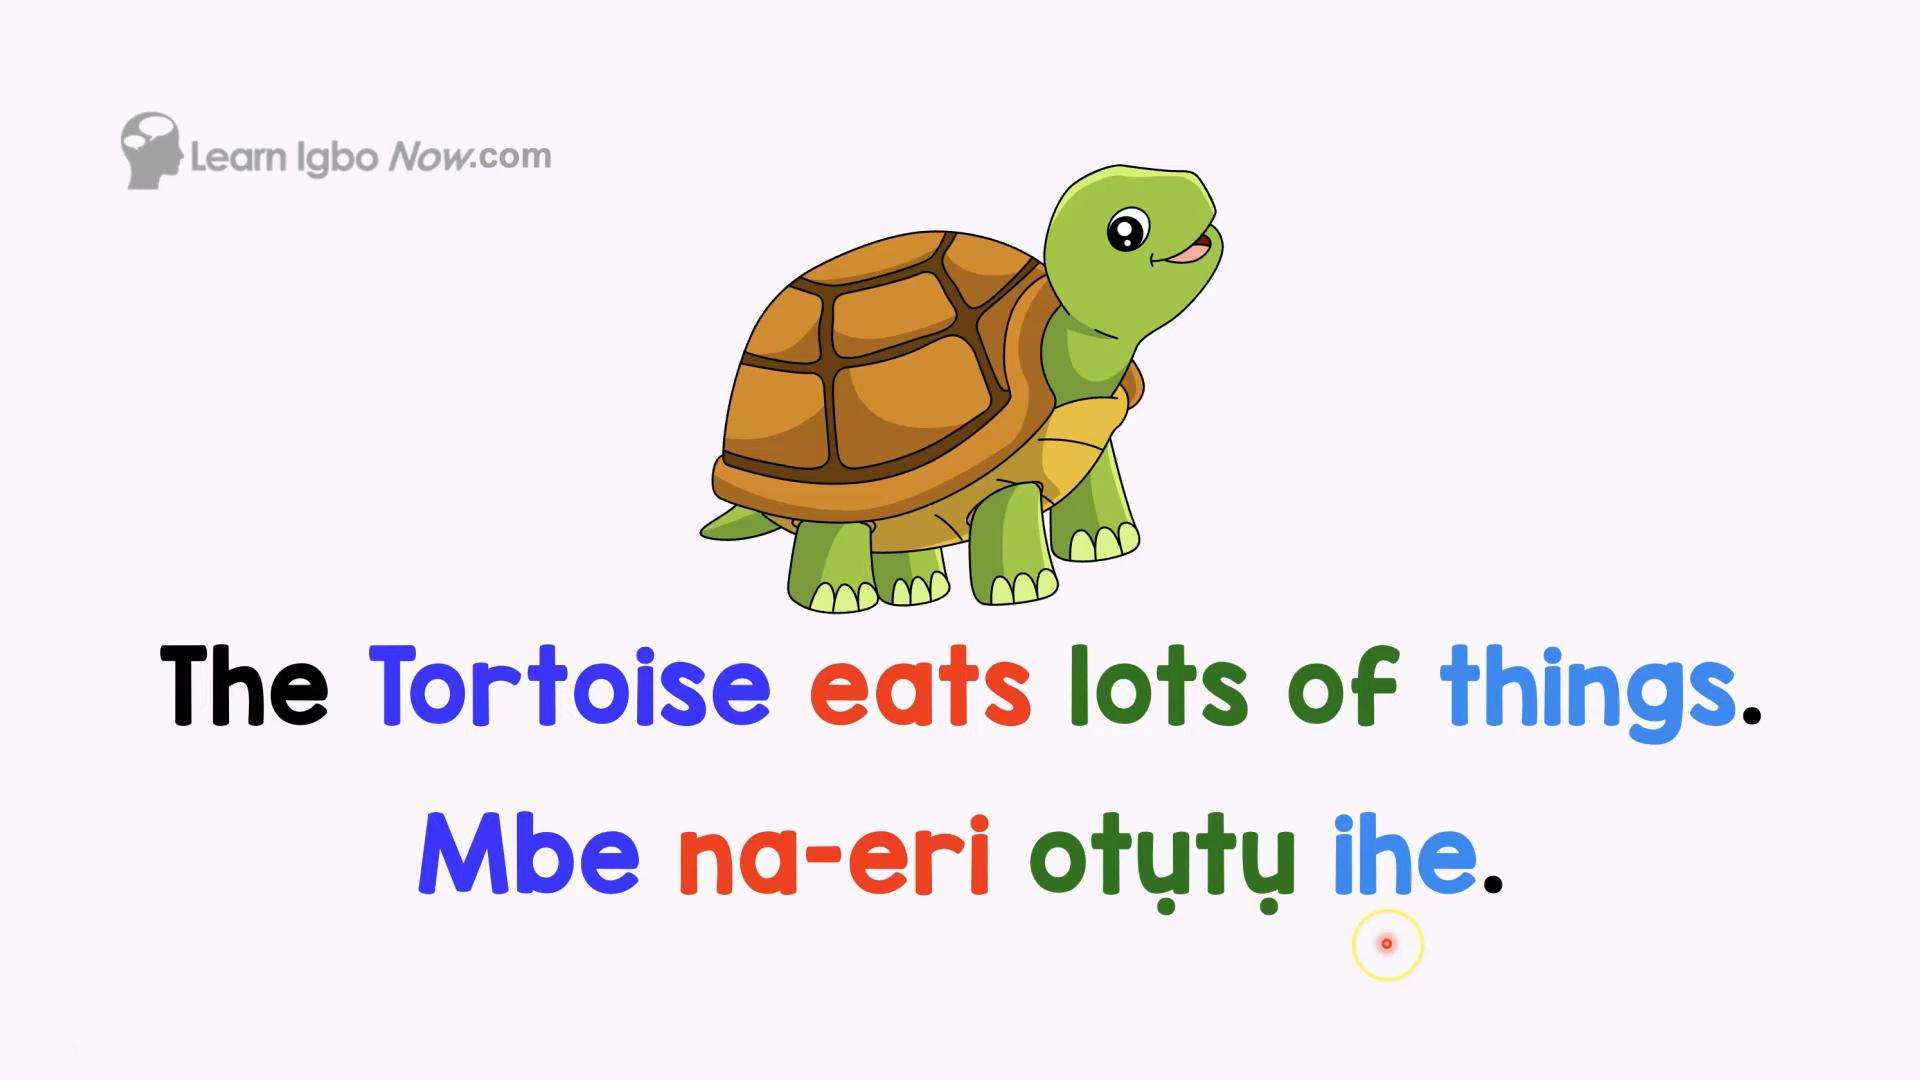 Learn Igbo Now.com
The Tortoise eats lots of things.
Mbe na-eri otụtụ ihe.